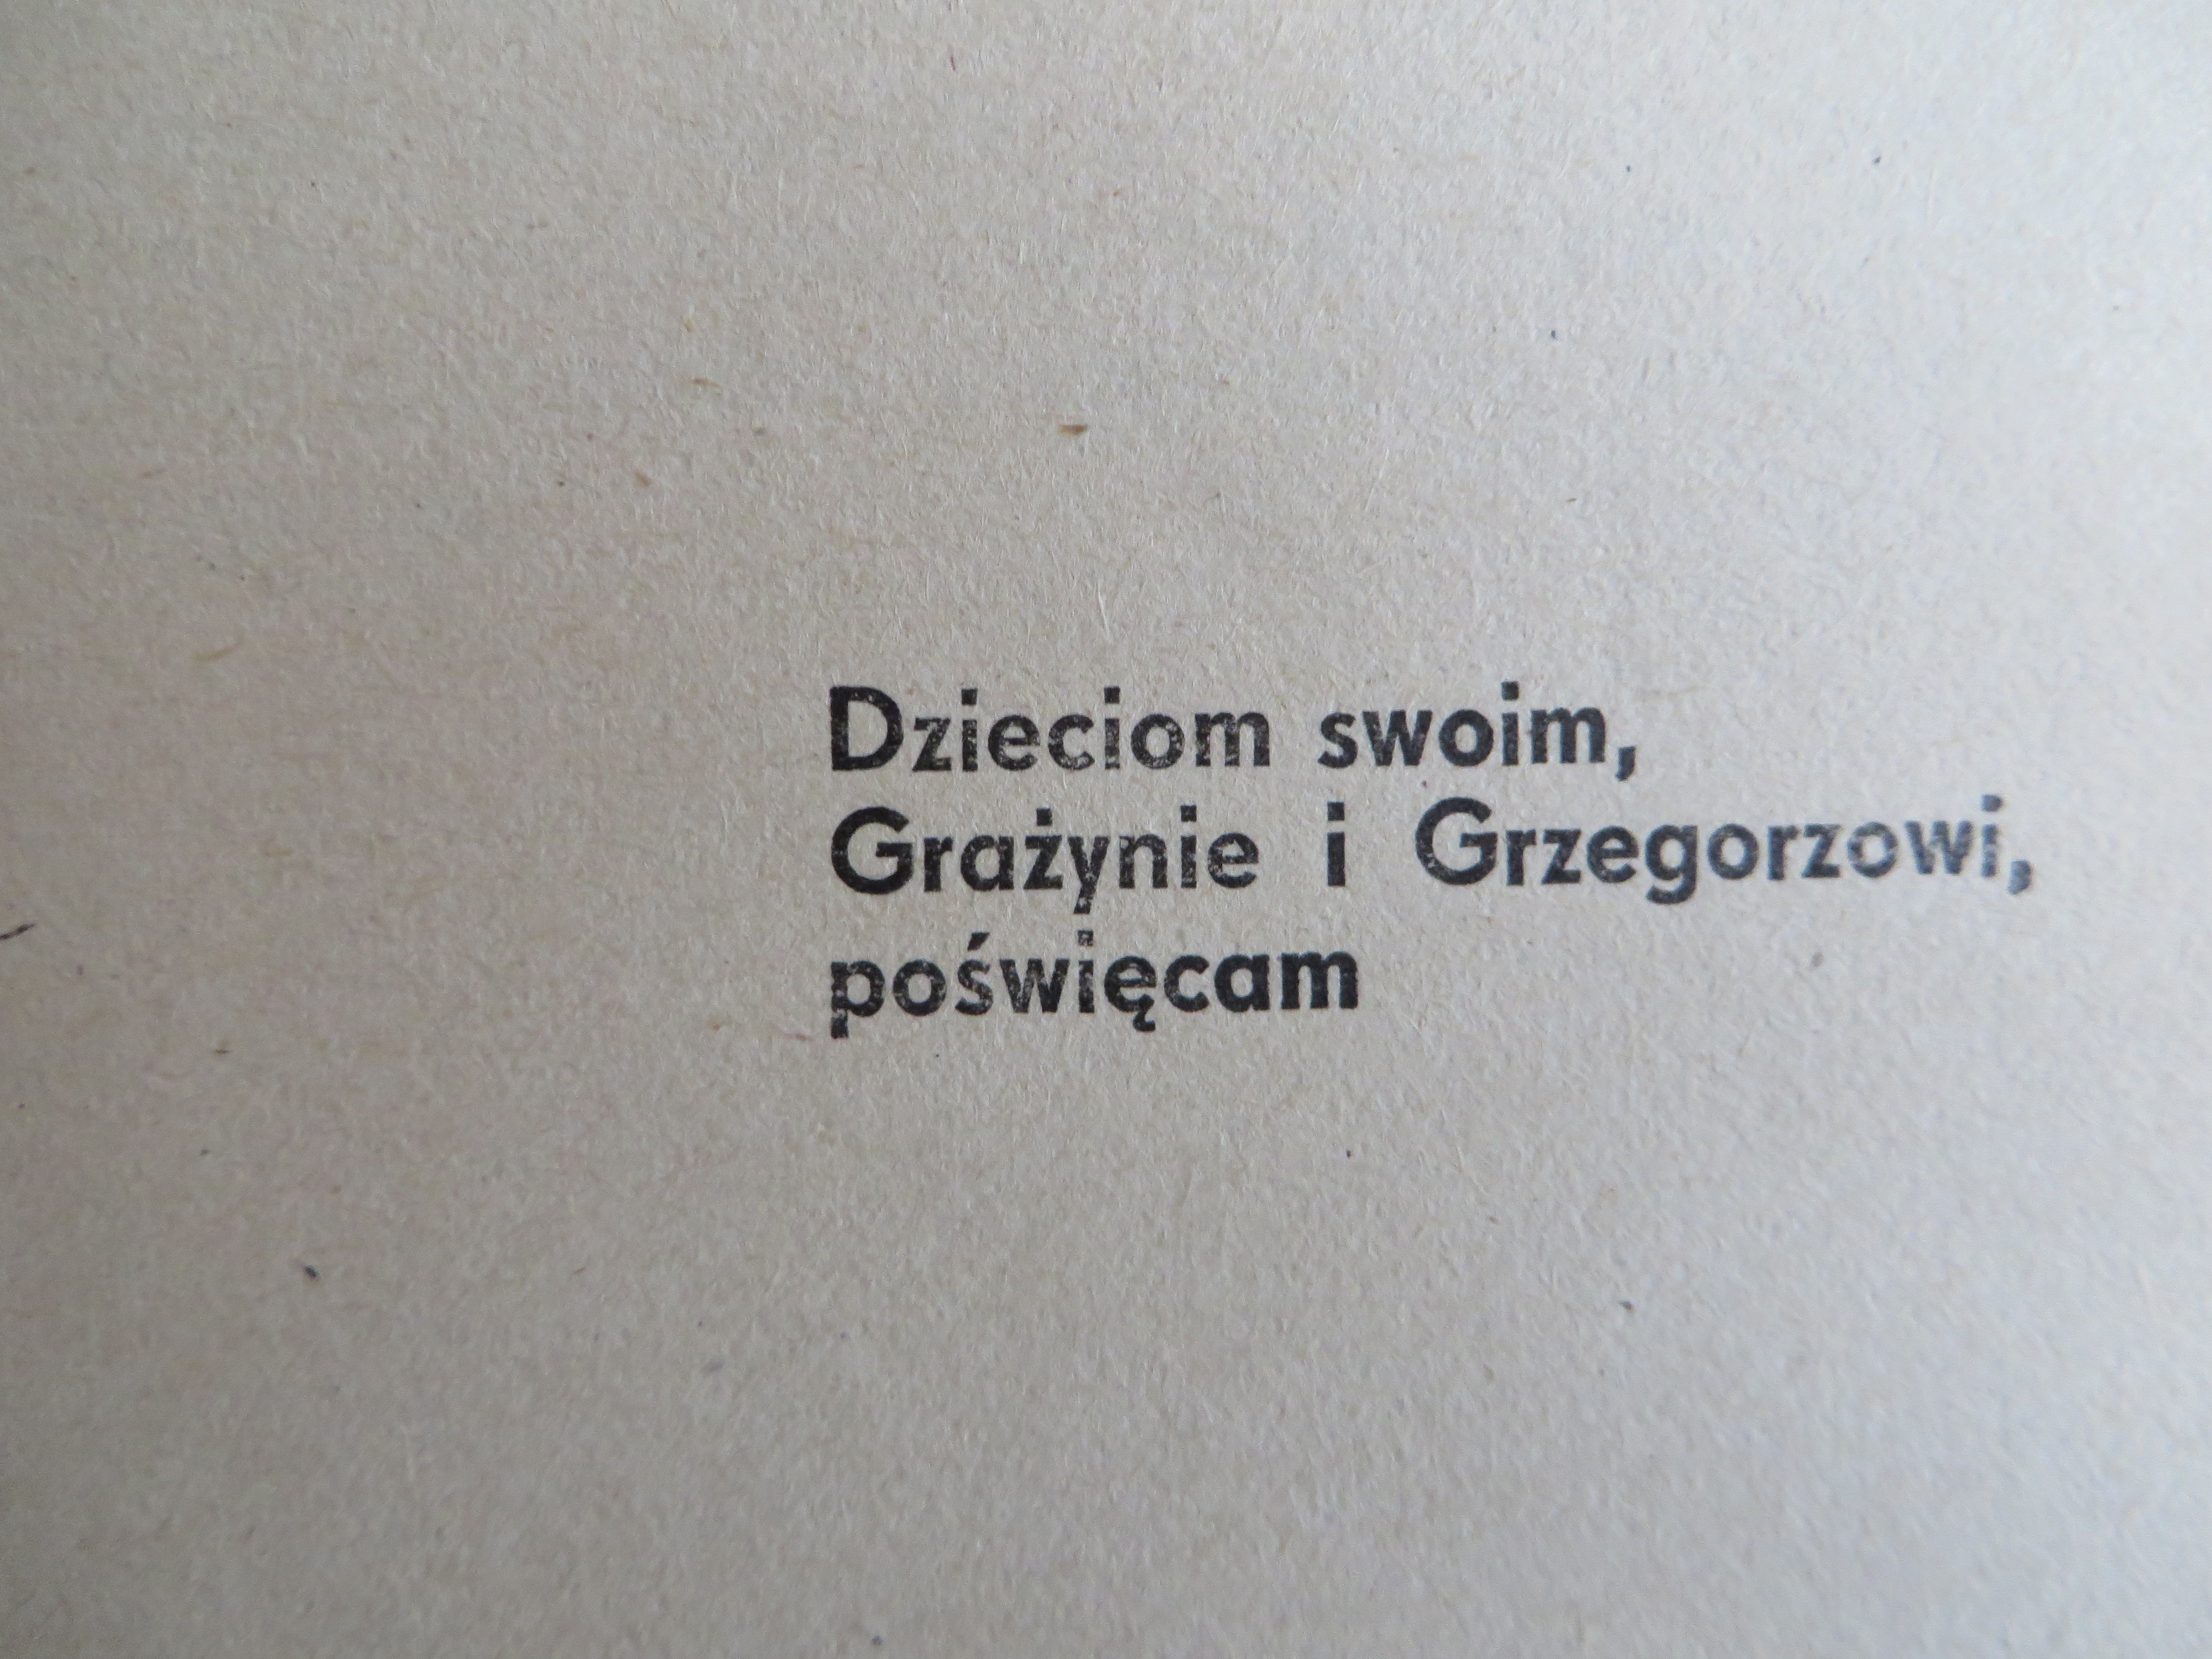 Dzieciom swoim,
Grażynie i Grzegorzowi,
poświęcam